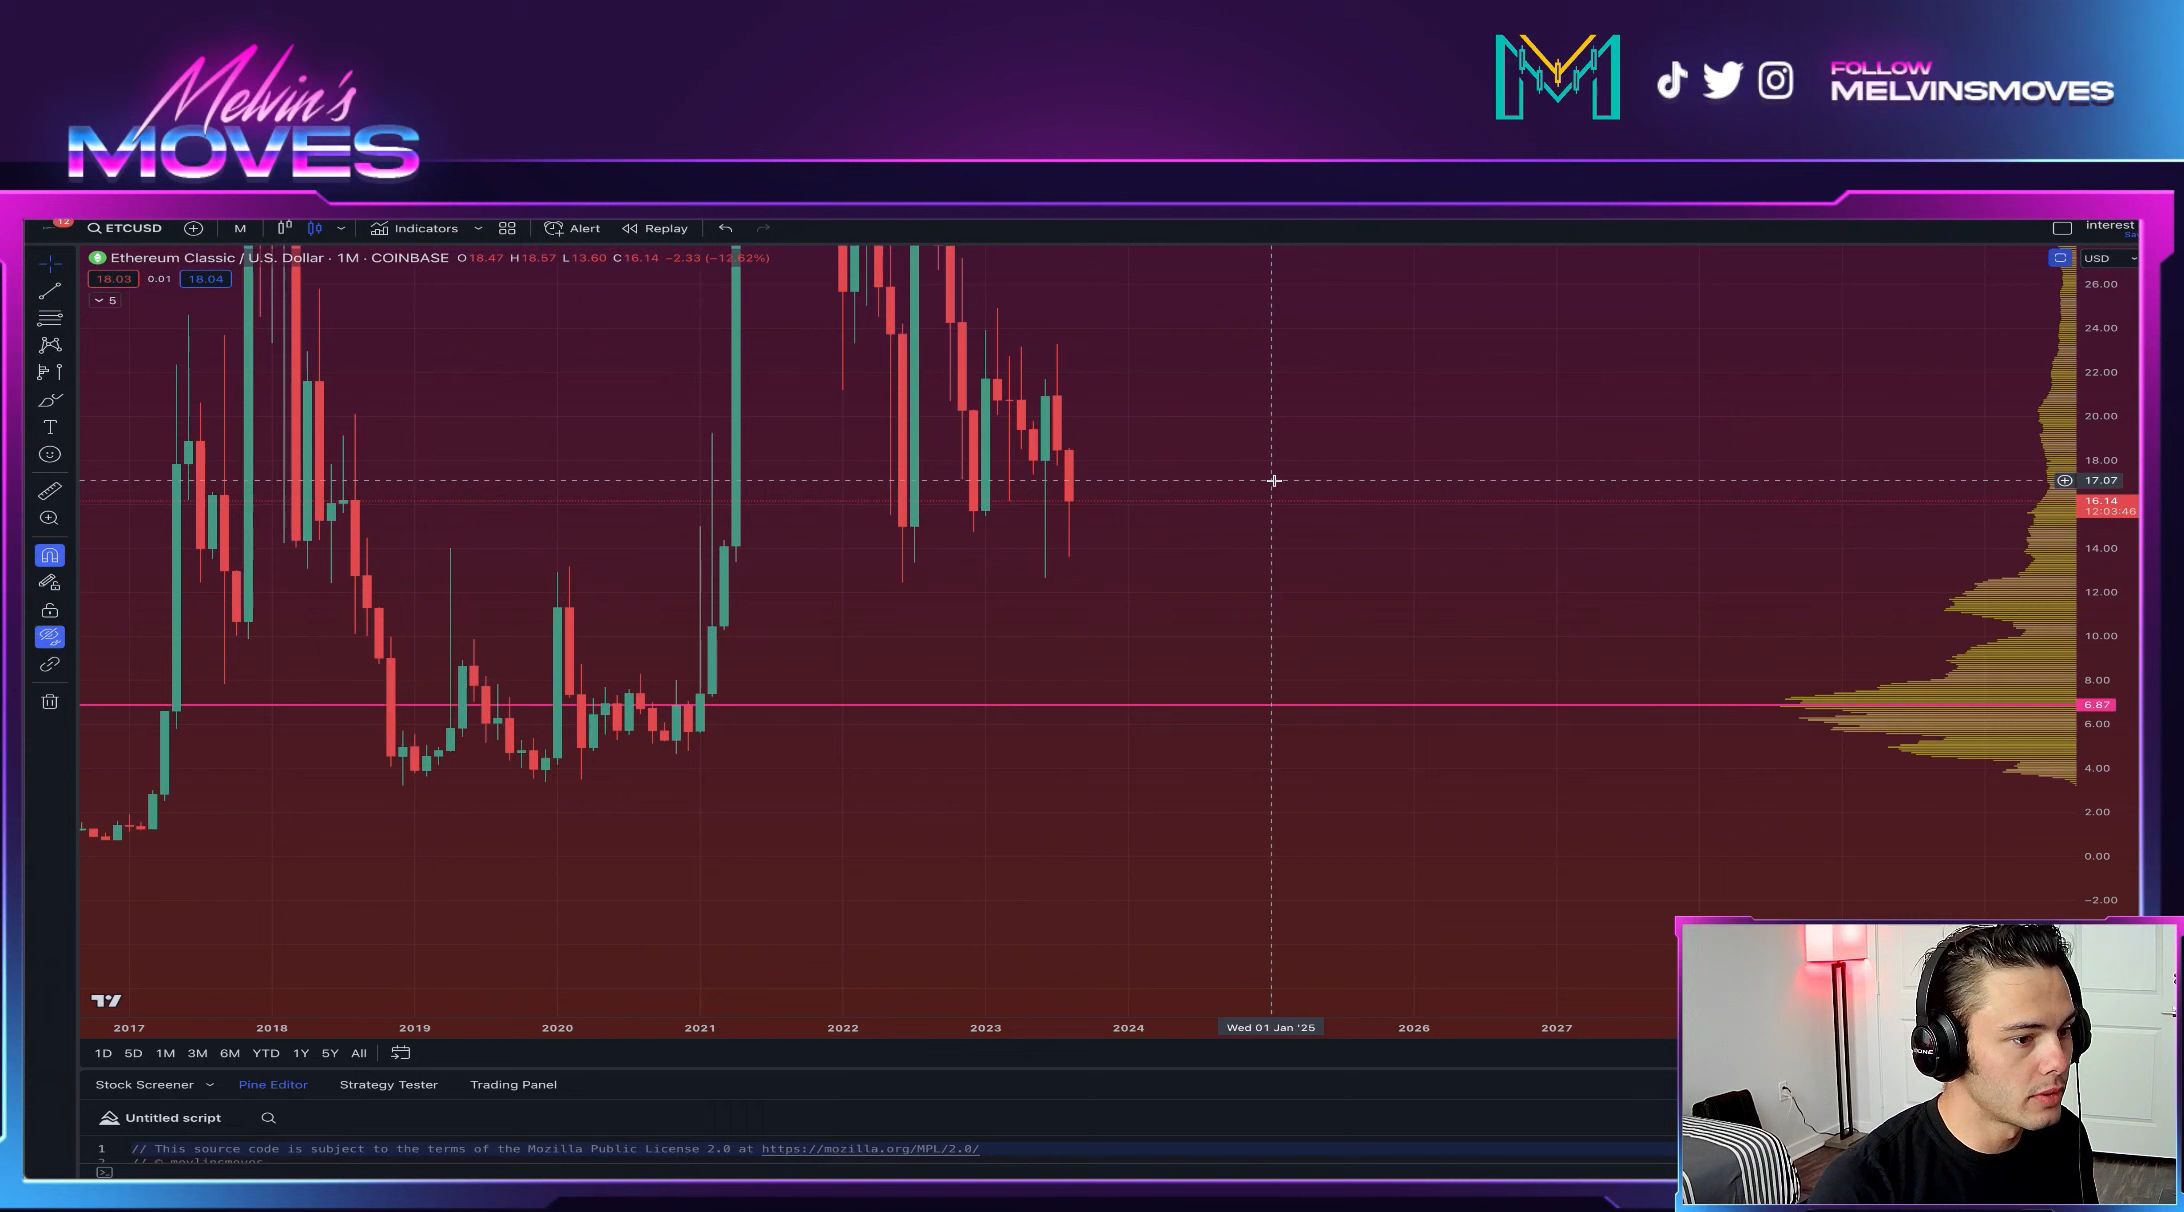 Melvin's
MOVES
FOLLOW
MELVINSMOVES
12
ETCUSD
M
Indicators
Alert
Replay
interest
Ethereum Classic / U.S. Dollar · 1M · COINBASE O18.47 H18.57 L13.60 C16.14 −2.33 (−12.62%)
USD
18.03
0.01
18.04
5
26.00
24.00
22.00
20.00
18.00
17.07
16.14
12:03:46
14.00
12.00
10.00
8.00
6.87
6.00
4.00
2.00
0.00
−2.00
2017
2018
2019
2020
2021
2022
2023
2024
Wed 01 Jan '25
2026
2027
1D 5D 1M 3M 6M YTD 1Y 5Y All
Stock Screener
Pine Editor
Strategy Tester
Trading Panel
Untitled script
1 // This source code is subject to the terms of the Mozilla Public License 2.0 at https://mozilla.org/MPL/2.0/